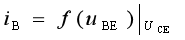 i_B = f(u_BE)|_{U_CE}